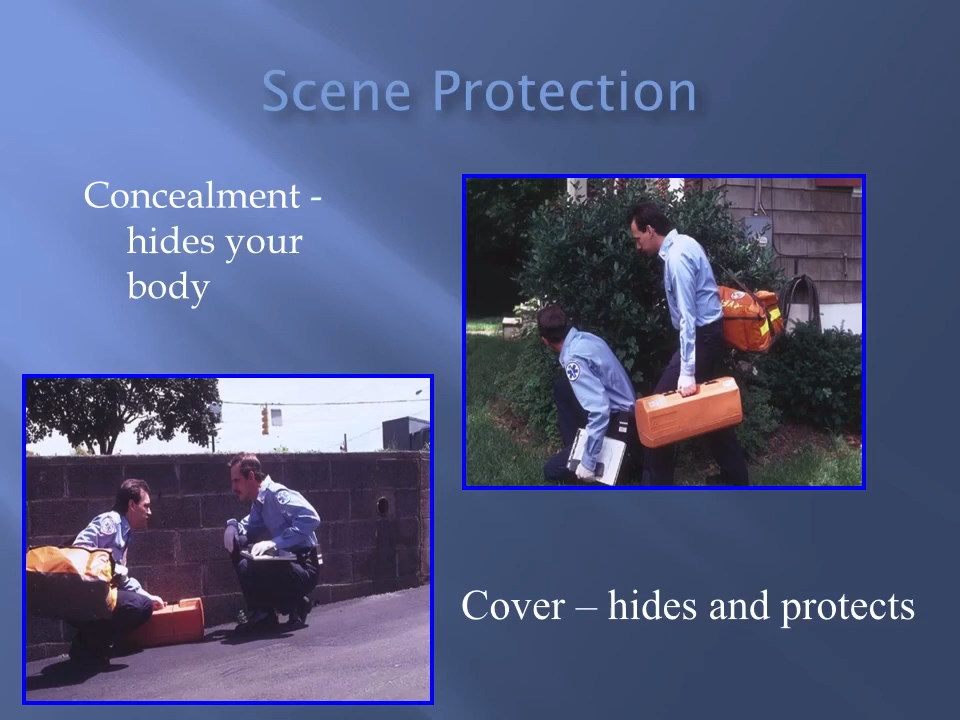 Scene Protection
Concealment -
hides your
body
Cover – hides and protects